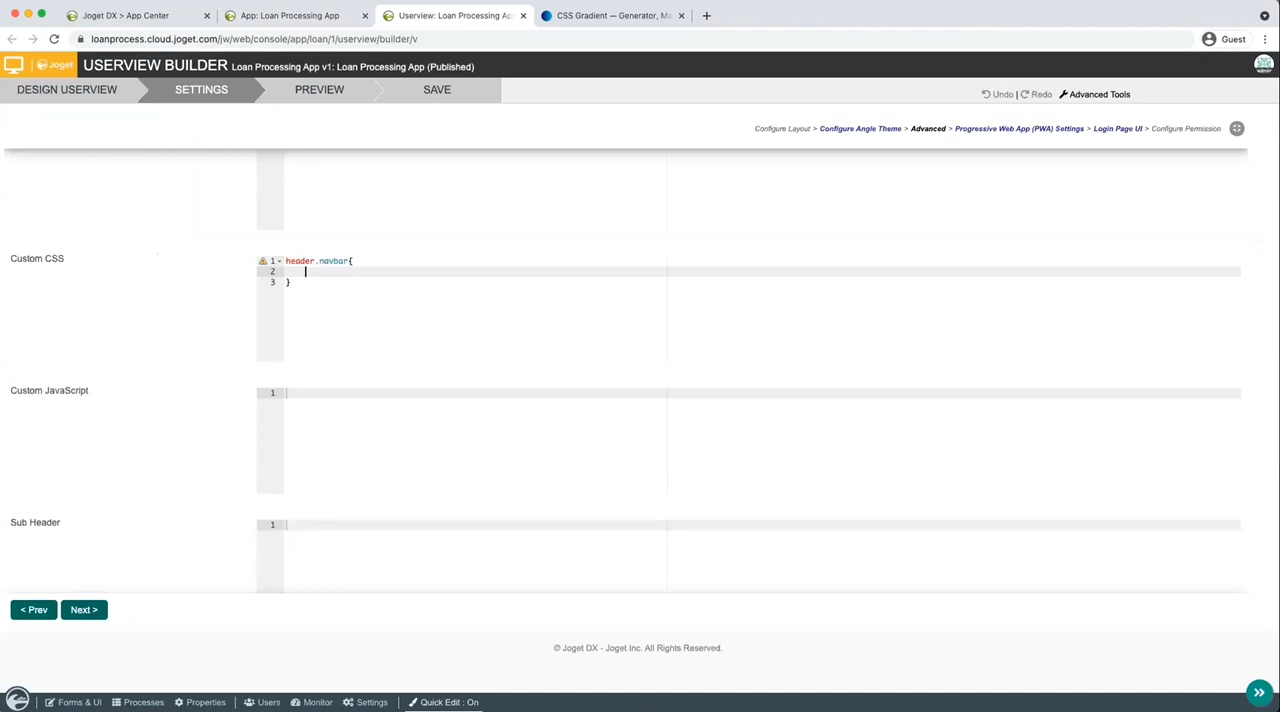 Joget DX > App Center
App: Loan Processing App
Userview: Loan Processing Ap
CSS Gradient — Generator, Ma
loanprocess.cloud.joget.com/jw/web/console/app/loan/1/userview/builder/v
Guest
Joget
USERVIEW BUILDER Loan Processing App v1: Loan Processing App (Published)
DESIGN USERVIEW
SETTINGS
PREVIEW
SAVE
Undo | Redo Advanced Tools
Configure Layout > Configure Angle Theme > Advanced > Progressive Web App (PWA) Settings > Login Page UI > Configure Permission
Custom CSS
1 header.navbar{
2
3 }
Custom JavaScript
1
Sub Header
1
< Prev
Next >
© Joget DX - Joget Inc. All Rights Reserved.
Forms & UI
Processes
Properties
Users
Monitor
Settings
Quick Edit : On